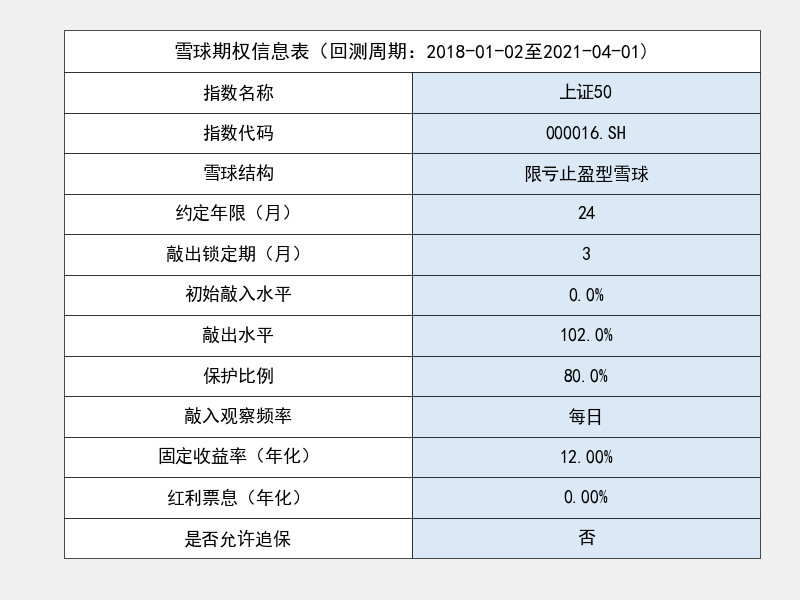 雪球期权信息表（回测周期：2018-01-02至2021-04-01）
指数名称 上证50
指数代码 000016.SH
雪球结构 限亏止盈型雪球
约定年限（月） 24
敲出锁定期（月） 3
初始敲入水平 0.0%
敲出水平 102.0%
保护比例 80.0%
敲入观察频率 每日
固定收益率（年化） 12.00%
红利票息（年化） 0.00%
是否允许追保 否